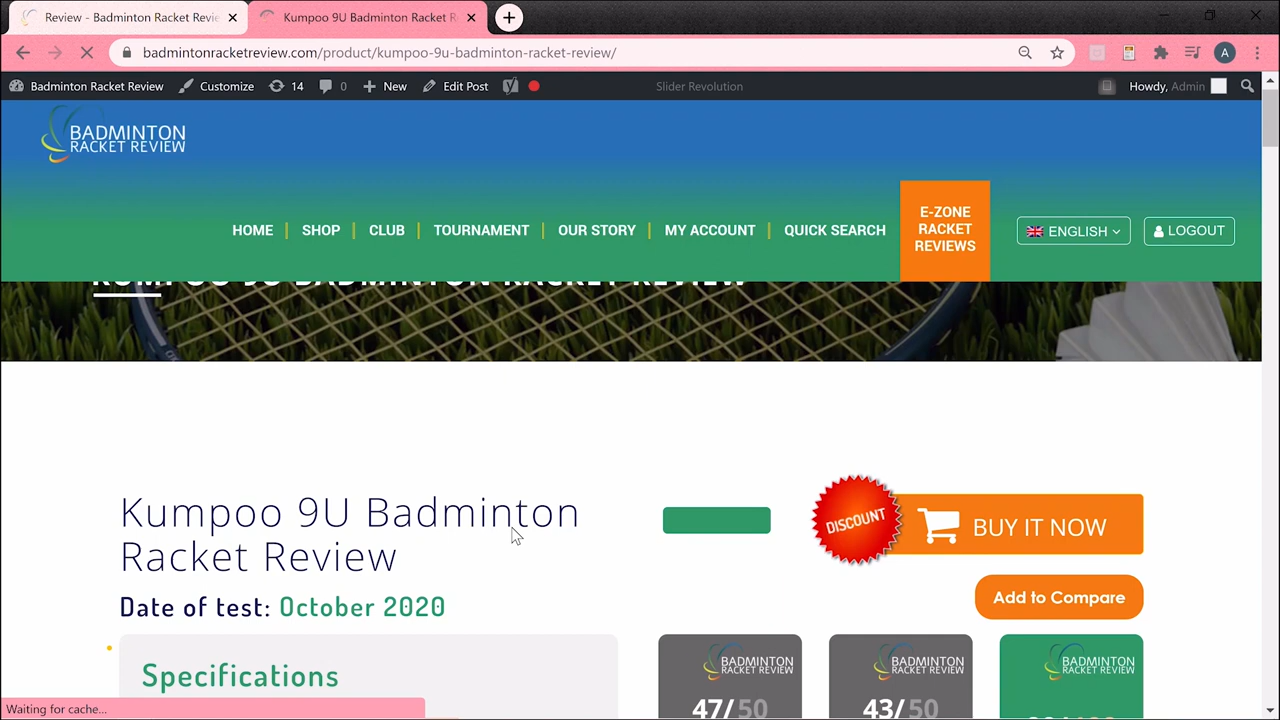 Review - Badminton Racket Revie
Kumpoo 9U Badminton Racket R
badmintonracketreview.com/product/kumpoo-9u-badminton-racket-review/
Badminton Racket Review Customize 14 0 New Edit Post Slider Revolution Howdy, Admin
BADMINTON
RACKET REVIEW
HOME SHOP CLUB TOURNAMENT OUR STORY MY ACCOUNT QUICK SEARCH
E-ZONE
RACKET
REVIEWS
ENGLISH
LOGOUT
KUMPOO 9U BADMINTON RACKET REVIEW
Kumpoo 9U Badminton
Racket Review
DISCOUNT
BUY IT NOW
Date of test: October 2020
Add to Compare
Specifications
BADMINTON
RACKET REVIEW
47/50
BADMINTON
RACKET REVIEW
43/50
BADMINTON
RACKET REVIEW
Waiting for cache...